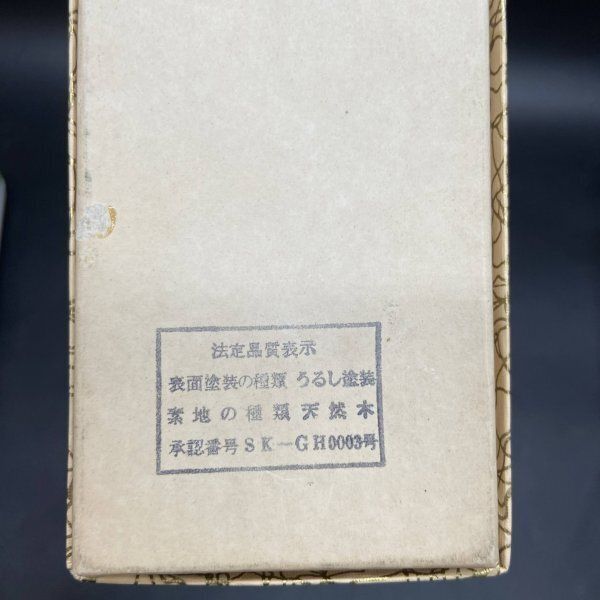 法定品質表示
表面塗装の種類 うるし塗装
素地の種類 天然木
承認番号 SK-GH0003号